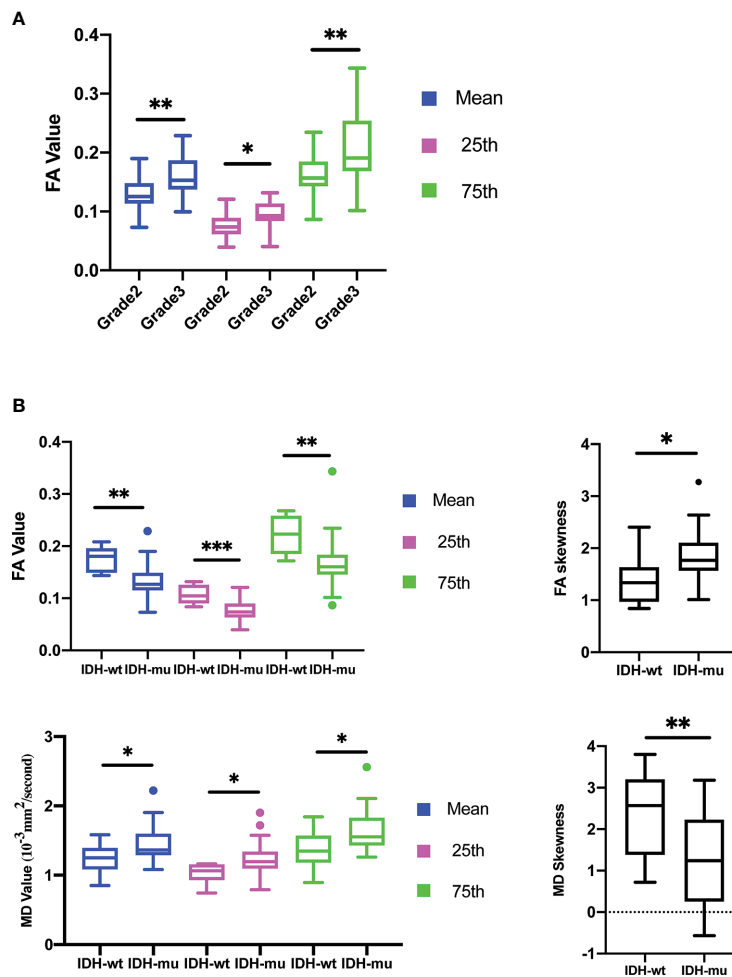 A
FA Value
0.4
0.3
0.2
0.1
0.0
** * **
Grade2 Grade3 Grade2 Grade3 Grade2 Grade3
Mean
25th
75th
B
FA Value
0.4
0.3
0.2
0.1
0.0
** *** **
IDH-wt IDH-mu IDH-wt IDH-mu IDH-wt IDH-mu
Mean
25th
75th
FA skewness
4
3
2
1
0
*
IDH-wt IDH-mu
MD Value (10⁻³mm²/second)
3
2
1
0
* * *
IDH-wt IDH-mu IDH-wt IDH-mu IDH-wt IDH-mu
Mean
25th
75th
MD Skewness
4
3
2
1
0
-1
**
IDH-wt IDH-mu